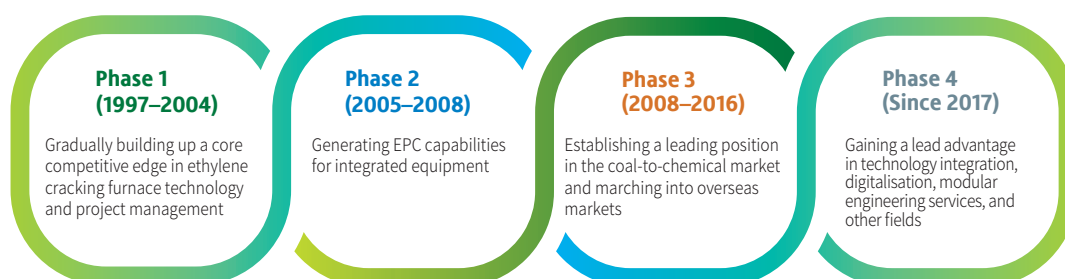 Phase 1
(1997–2004)
Gradually building up a core
competitive edge in ethylene
cracking furnace technology
and project management
Phase 2
(2005–2008)
Generating EPC capabilities
for integrated equipment
Phase 3
(2008–2016)
Establishing a leading position
in the coal-to-chemical market
and marching into overseas
markets
Phase 4
(Since 2017)
Gaining a lead advantage
in technology integration,
digitalisation, modular
engineering services, and
other fields